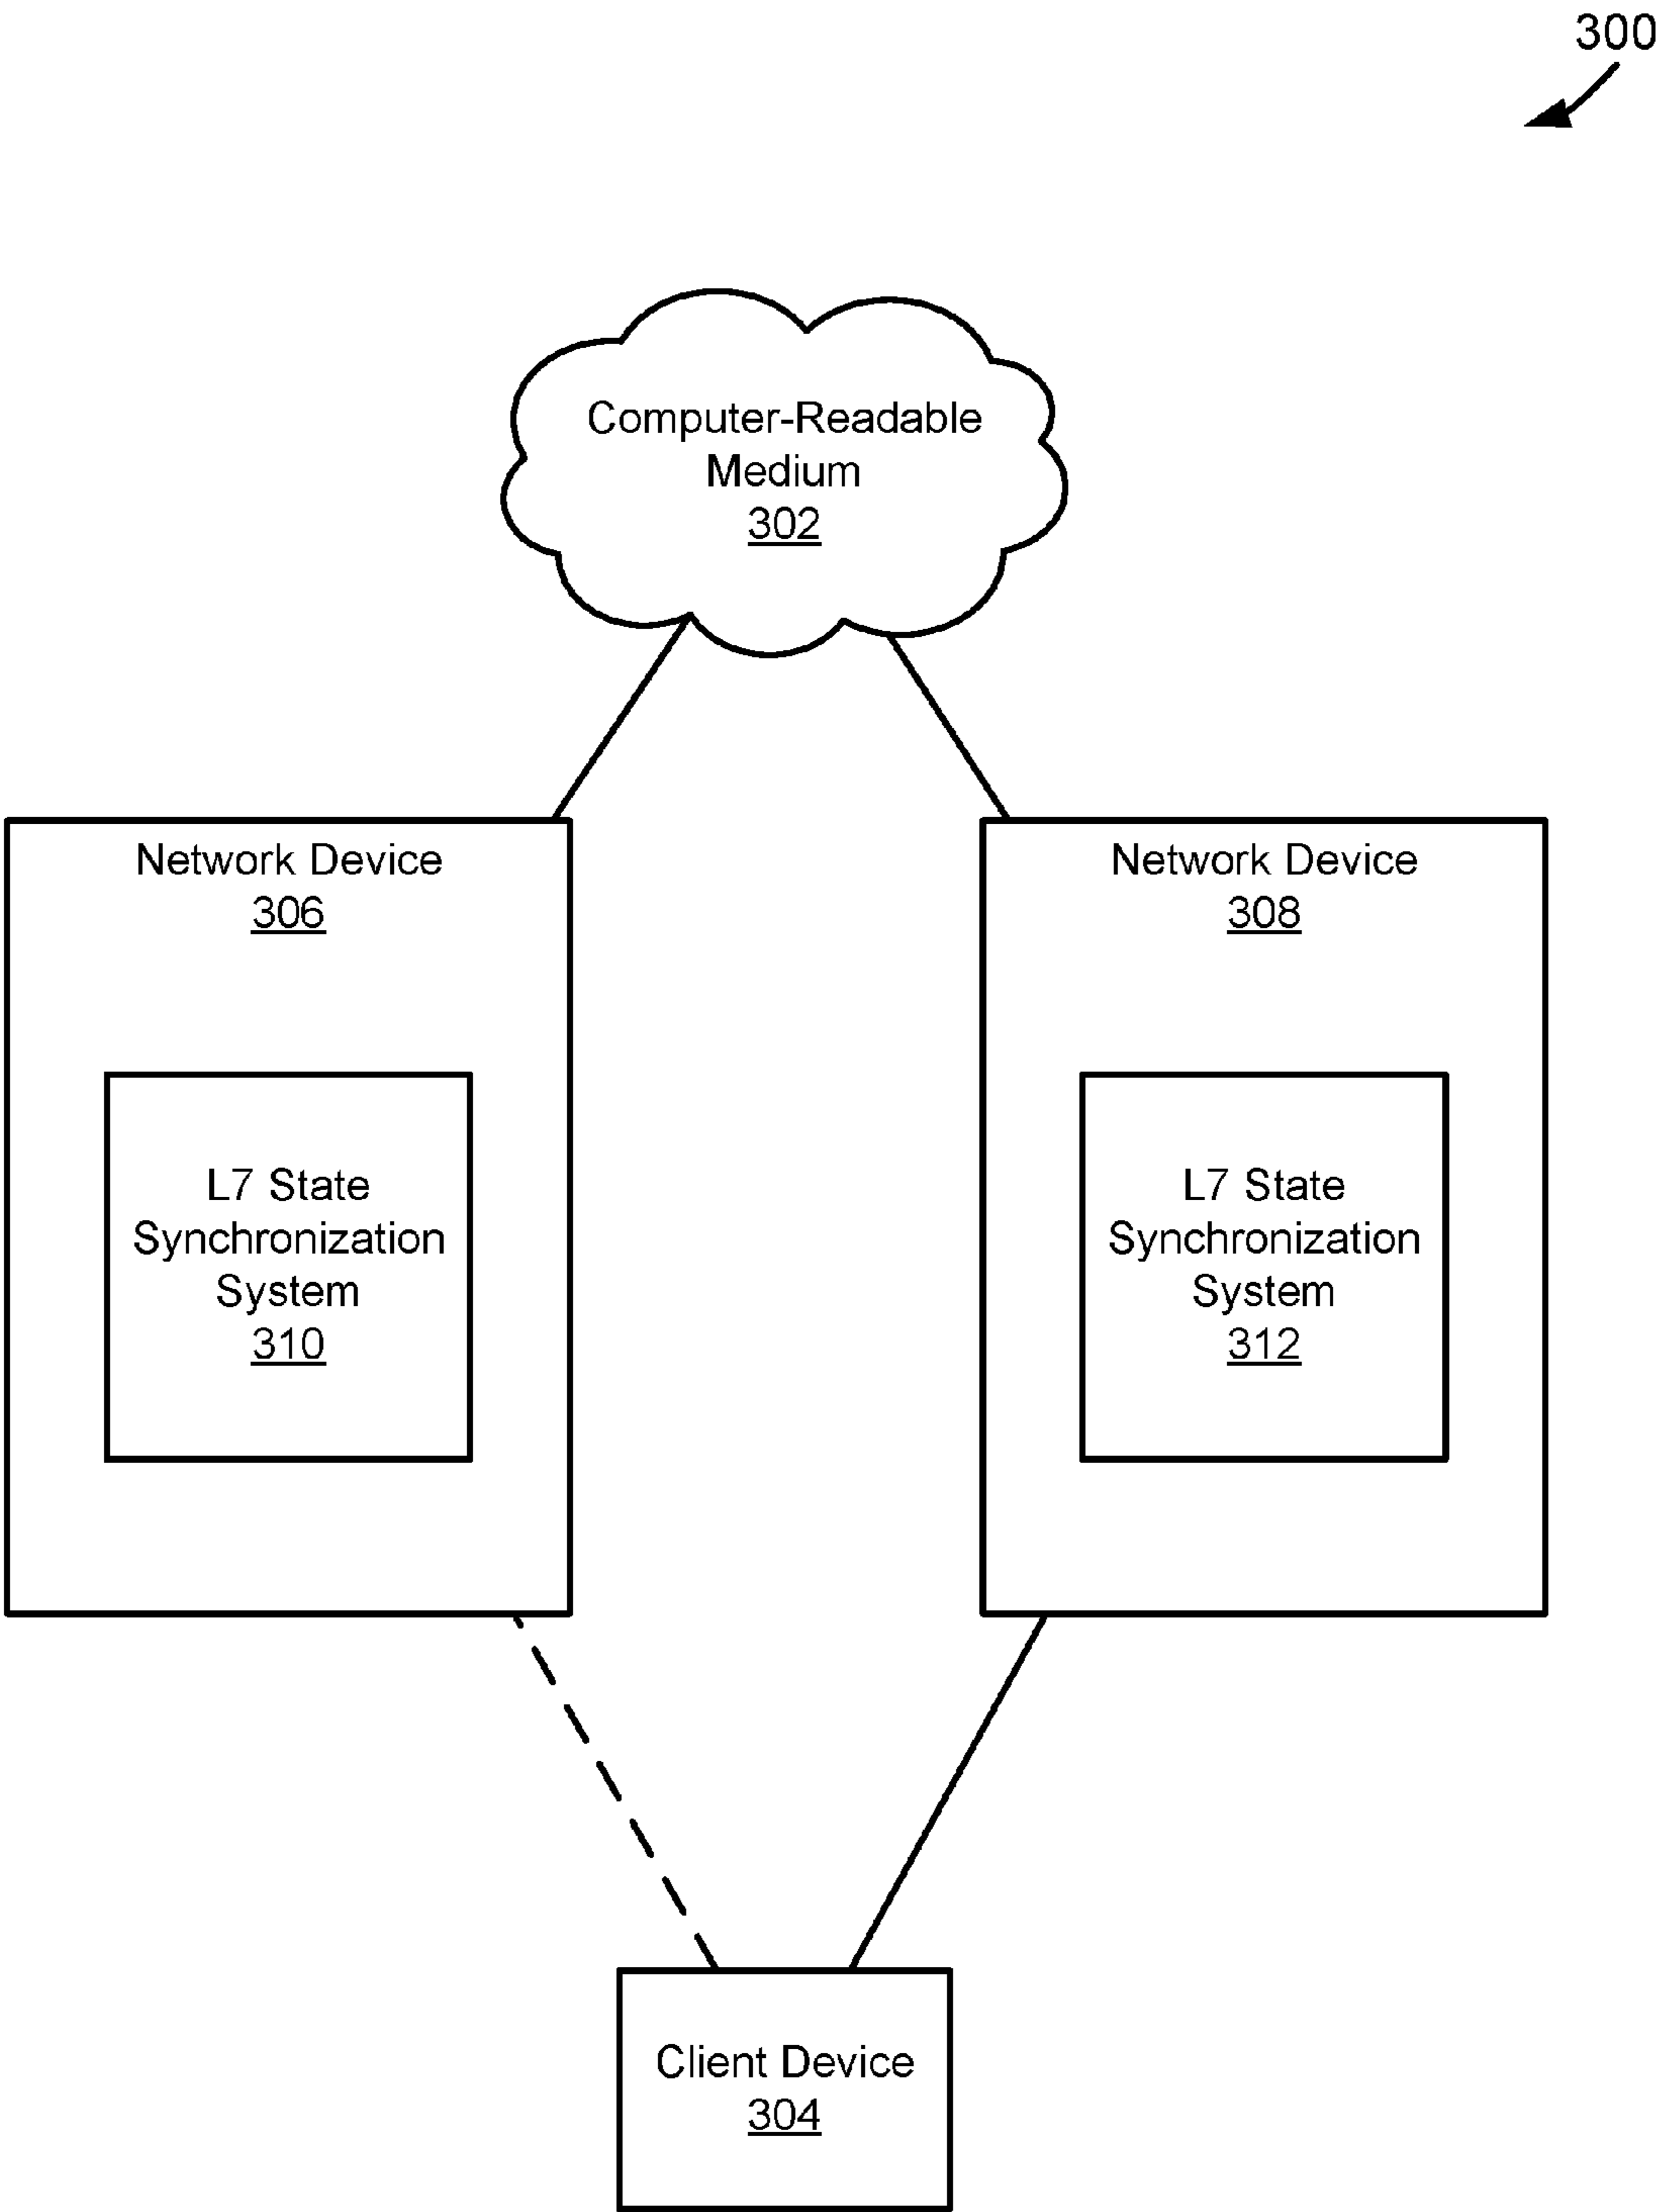 300
Computer-Readable
Medium
302
Network Device
306
Network Device
308
L7 State
Synchronization
System
310
L7 State
Synchronization
System
312
Client Device
304